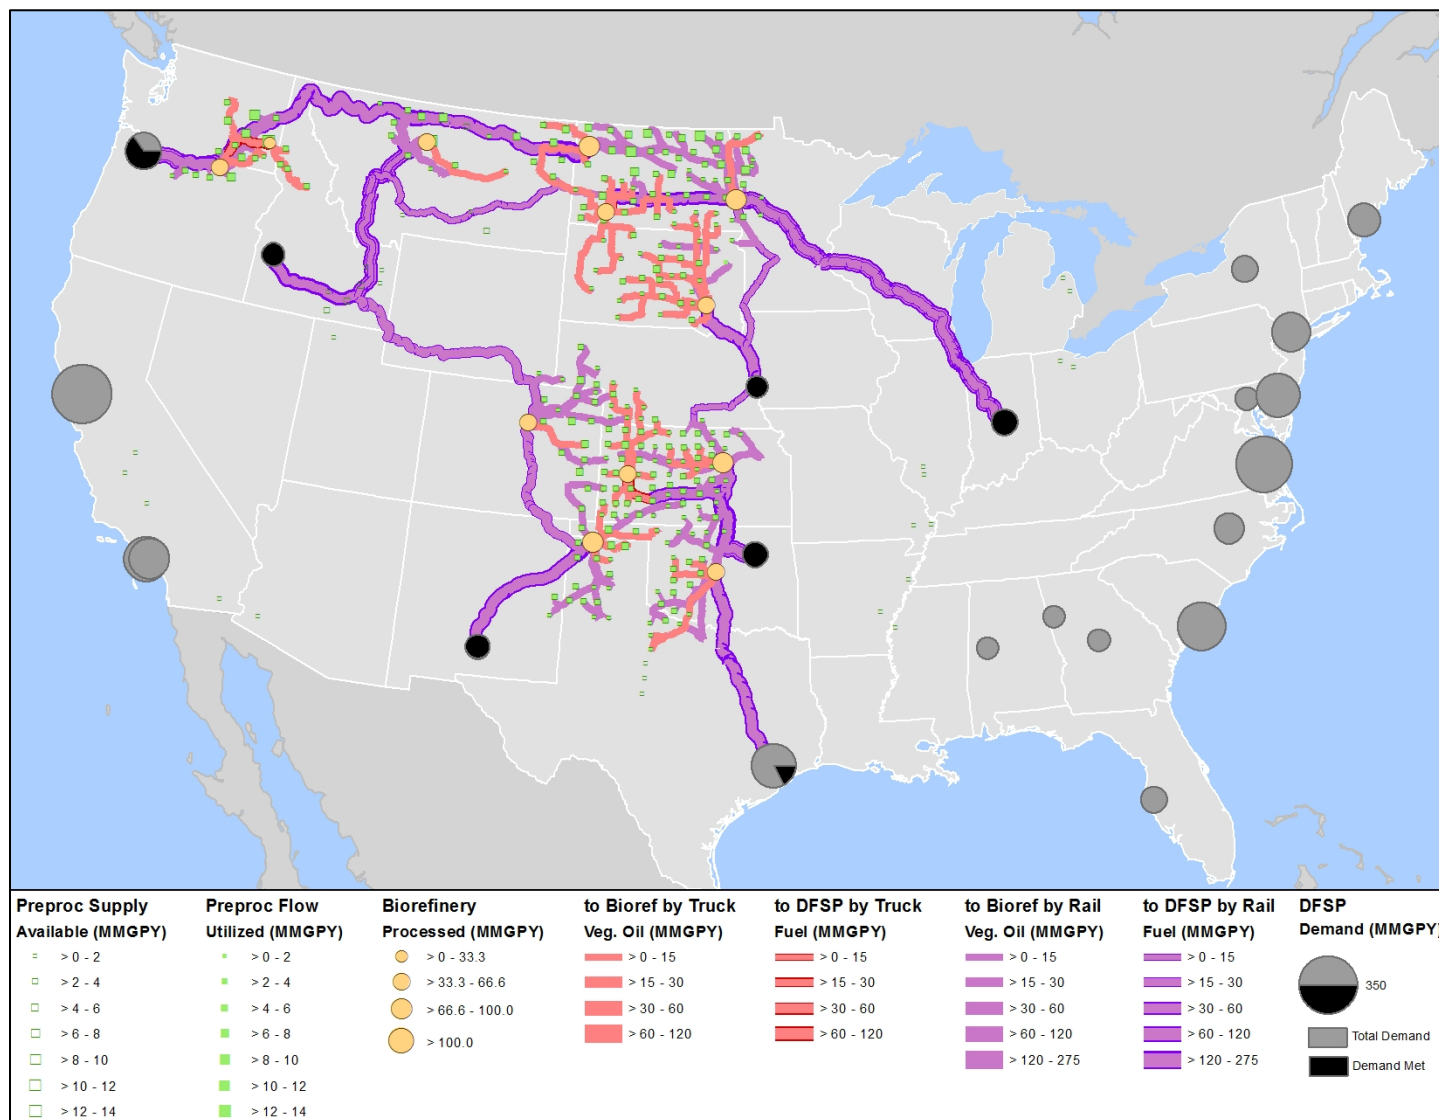 Preproc Supply
Available (MMGPY)
> 0 - 2
> 2 - 4
> 4 - 6
> 6 - 8
> 8 - 10
> 10 - 12
> 12 - 14
Preproc Flow
Utilized (MMGPY)
> 0 - 2
> 2 - 4
> 4 - 6
> 6 - 8
> 8 - 10
> 10 - 12
> 12 - 14
Biorefinery
Processed (MMGPY)
> 0 - 33.3
> 33.3 - 66.6
> 66.6 - 100.0
> 100.0
to Bioref by Truck
Veg. Oil (MMGPY)
> 0 - 15
> 15 - 30
> 30 - 60
> 60 - 120
to DFSP by Truck
Fuel (MMGPY)
> 0 - 15
> 15 - 30
> 30 - 60
> 60 - 120
to Bioref by Rail
Veg. Oil (MMGPY)
> 0 - 15
> 15 - 30
> 30 - 60
> 60 - 120
> 120 - 275
to DFSP by Rail
Fuel (MMGPY)
> 0 - 15
> 15 - 30
> 30 - 60
> 60 - 120
> 120 - 275
DFSP
Demand (MMGPY)
350
Total Demand
Demand Met